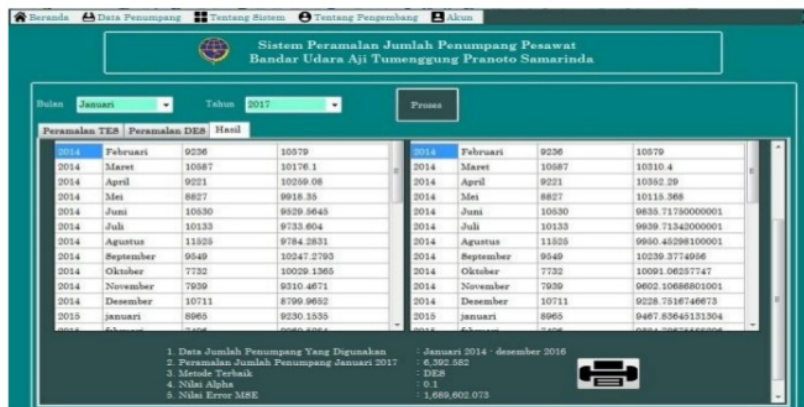 Beranda Data Penumpang Tentang Sistem Tentang Pengembang Akun
Sistem Peramalan Jumlah Penumpang Pesawat
Bandar Udara Aji Tumenggung Pranoto Samarinda
Bulan Januari Tahun 2017 Proses
Peramalan TES Peramalan DES Hasil
2014 Februari 9236 10579 2014 Februari 9236 10579
2014 Maret 10587 10176.1 2014 Maret 10587 10310.4
2014 April 9221 10259.08 2014 April 9221 10352.29
2014 Mei 8827 9918.35 2014 Mei 8827 10115.368
2014 Juni 10530 9529.5645 2014 Juni 10530 9835.71750000001
2014 Juli 10133 9733.604 2014 Juli 10133 9939.71342000001
2014 Agustus 11525 9784.2831 2014 Agustus 11525 9950.45298100001
2014 September 9549 10247.2793 2014 September 9549 10239.3774956
2014 Oktober 7732 10029.1365 2014 Oktober 7732 10091.06257747
2014 November 7939 9310.4671 2014 November 7939 9602.10686801001
2014 Desember 10711 8799.9652 2014 Desember 10711 9228.7516746673
2015 januari 8965 9230.1535 2015 januari 8965 9467.83645131304
2015 2015
1. Data Jumlah Penumpang Yang Digunakan : Januari 2014 - desember 2016
2. Peramalan Jumlah Penumpang Januari 2017 : 6,392.582
3. Metode Terbaik : DES
4. Nilai Alpha : 0.1
5. Nilai Error MSE : 1,689,602.073